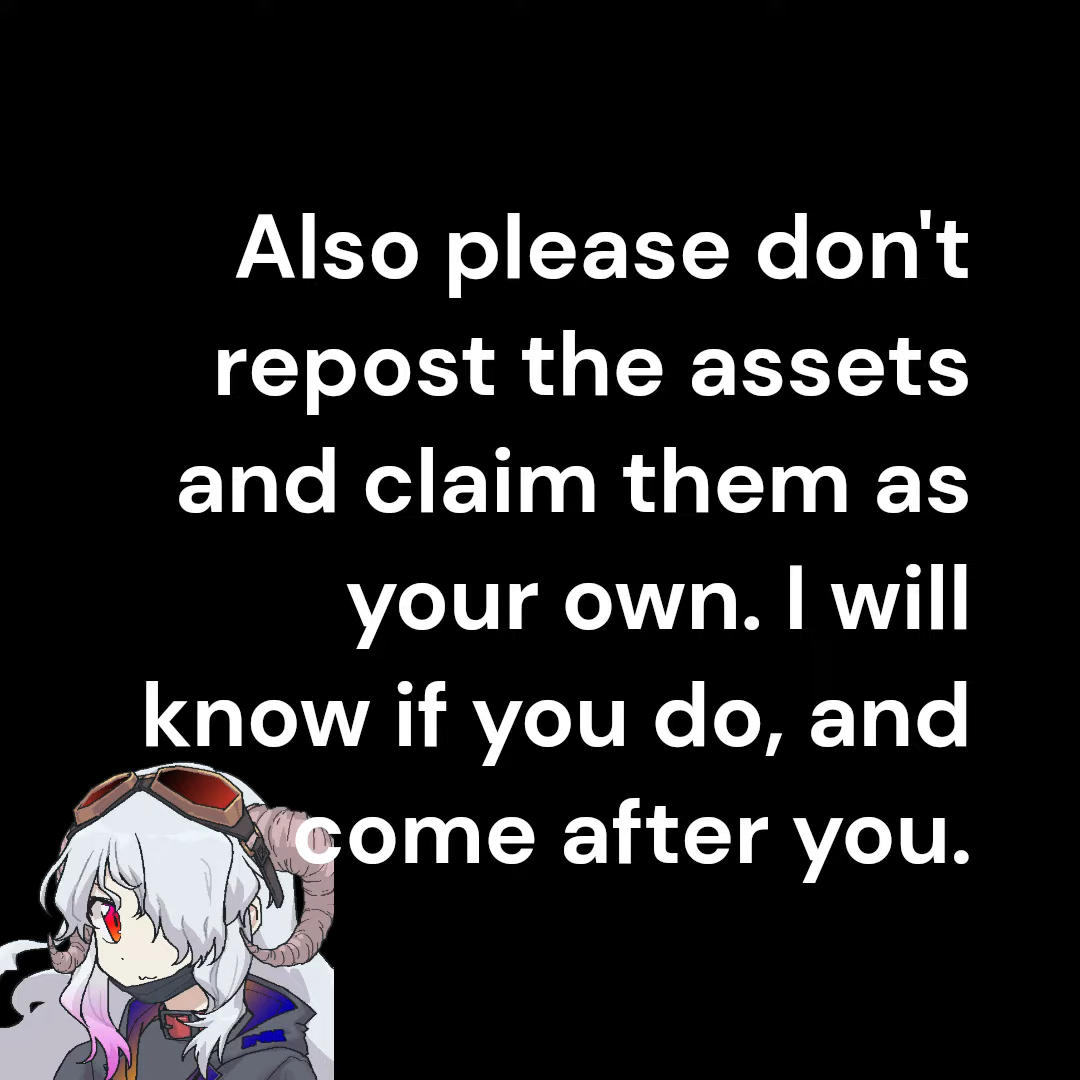 Also please don't
repost the assets
and claim them as
your own. I will
know if you do, and
come after you.